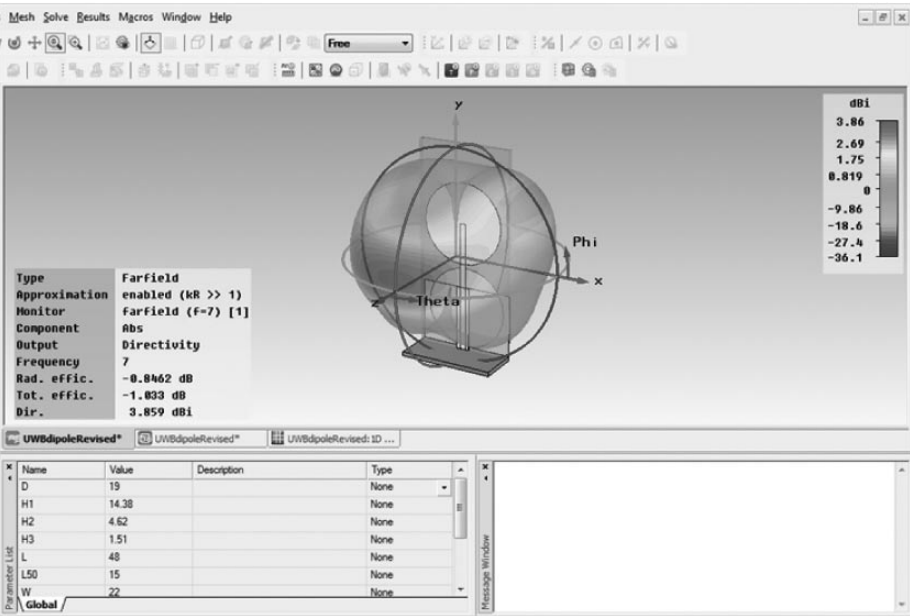 Mesh Solve Results Macros Window Help
Free
y
dBi
3.86
2.69
1.75
0.819
0
-9.86
-18.6
-27.4
-36.1
Phi
x
z
Theta
Type Farfield
Approximation enabled (kR >> 1)
Monitor farfield (f=7) [1]
Component Abs
Output Directivity
Frequency 7
Rad. effic. -0.8462 dB
Tot. effic. -1.033 dB
Dir. 3.859 dBi
UWBdipoleRevised* UWBdipoleRevised* UWBdipoleRevised: 1D ...
Name Value Description Type
D 19 None
H1 14.38 None
H2 4.62 None
H3 1.51 None
L 48 None
L50 15 None
W 22 None
Global
Parameter List
Message Window